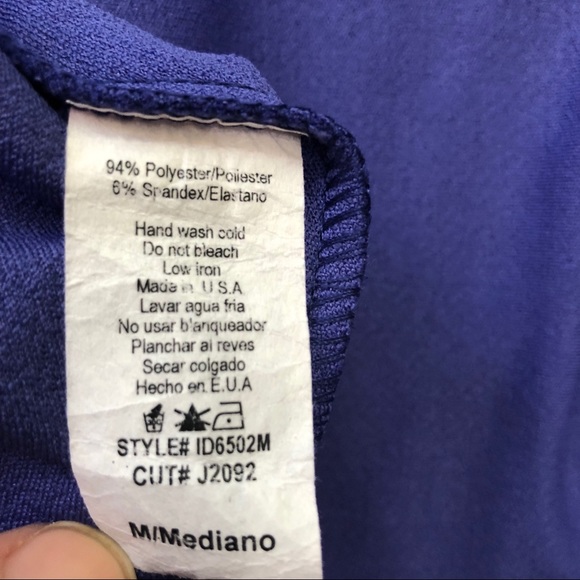 94% Polyester/Poliester
6% Spandex/Elastano
Hand wash cold
Do not bleach
Low iron
Made in U.S.A
Lavar agua fria
No usar blanqueador
Planchar al reves
Secar colgado
Hecho en E.U.A
STYLE# ID6502M
CUT# J2092
M/Mediano